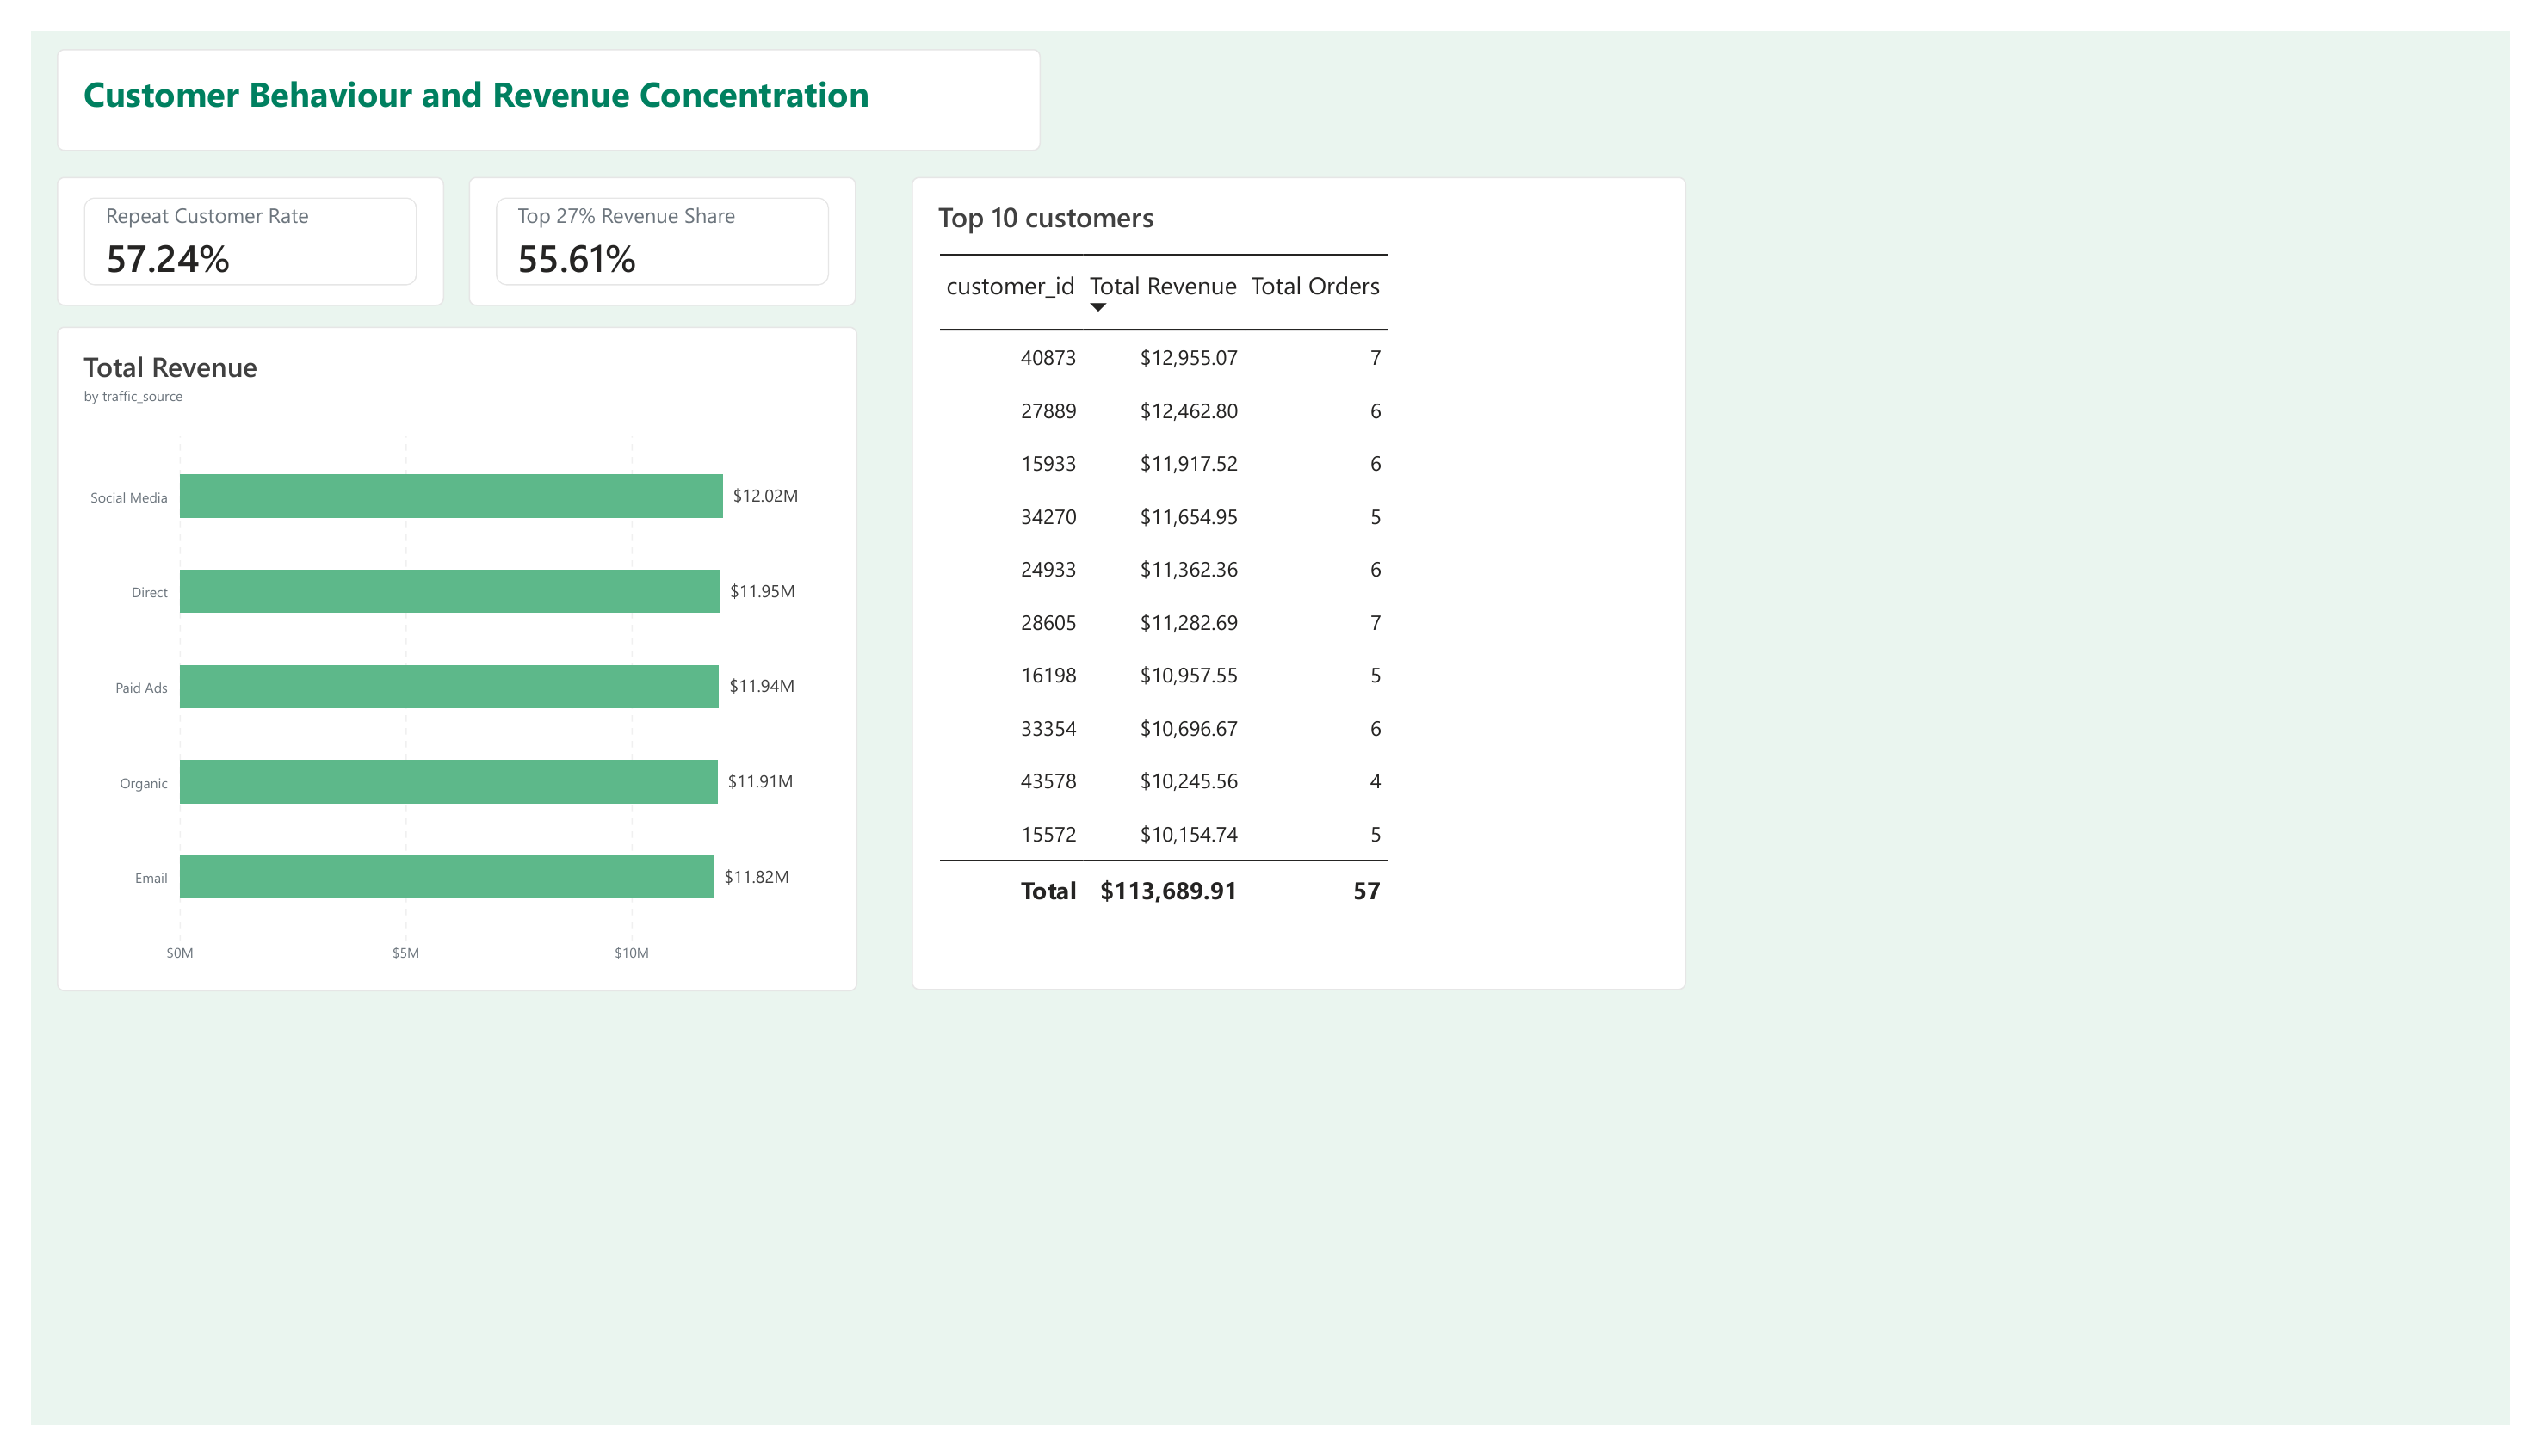 Customer Behaviour and Revenue Concentration
Repeat Customer Rate
57.24%
Top 27% Revenue Share
55.61%
Total Revenue
by traffic_source
Social Media $12.02M
Direct $11.95M
Paid Ads $11.94M
Organic $11.91M
Email $11.82M
$0M $5M $10M
Top 10 customers
customer_id Total Revenue Total Orders
40873 $12,955.07 7
27889 $12,462.80 6
15933 $11,917.52 6
34270 $11,654.95 5
24933 $11,362.36 6
28605 $11,282.69 7
16198 $10,957.55 5
33354 $10,696.67 6
43578 $10,245.56 4
15572 $10,154.74 5
Total $113,689.91 57